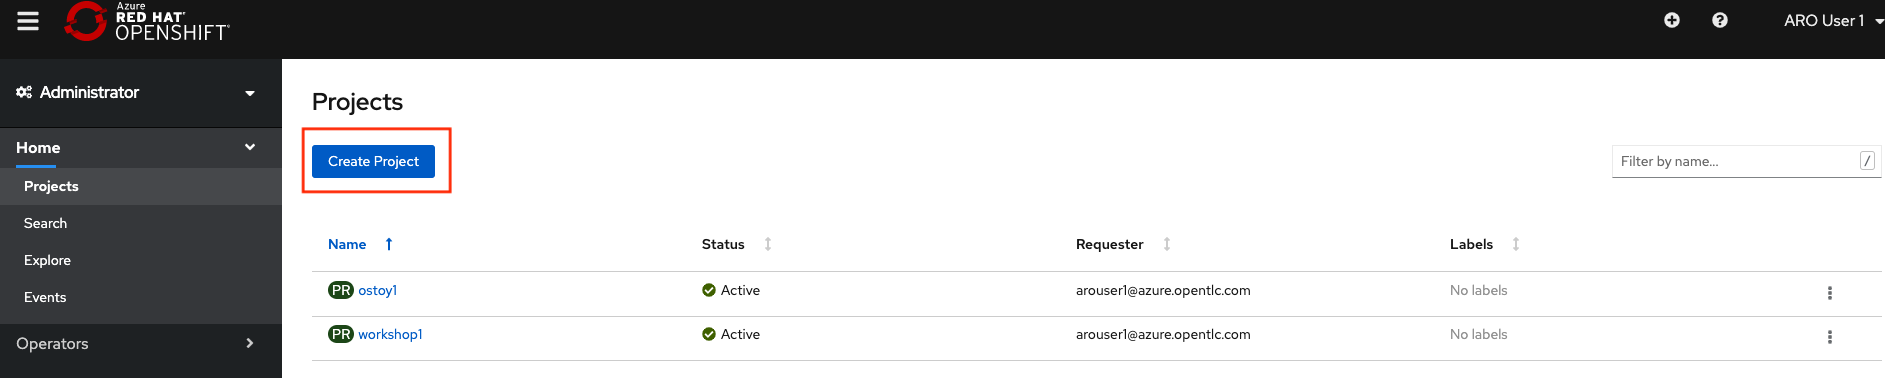 Azure
RED HAT®
OPENSHIFT®
ARO User 1
Administrator
Home
Projects
Search
Explore
Events
Operators
Projects
Create Project
Filter by name...
/
Name Status Requester Labels
PR ostoy1 Active arouser1@azure.opentlc.com No labels
PR workshop1 Active arouser1@azure.opentlc.com No labels